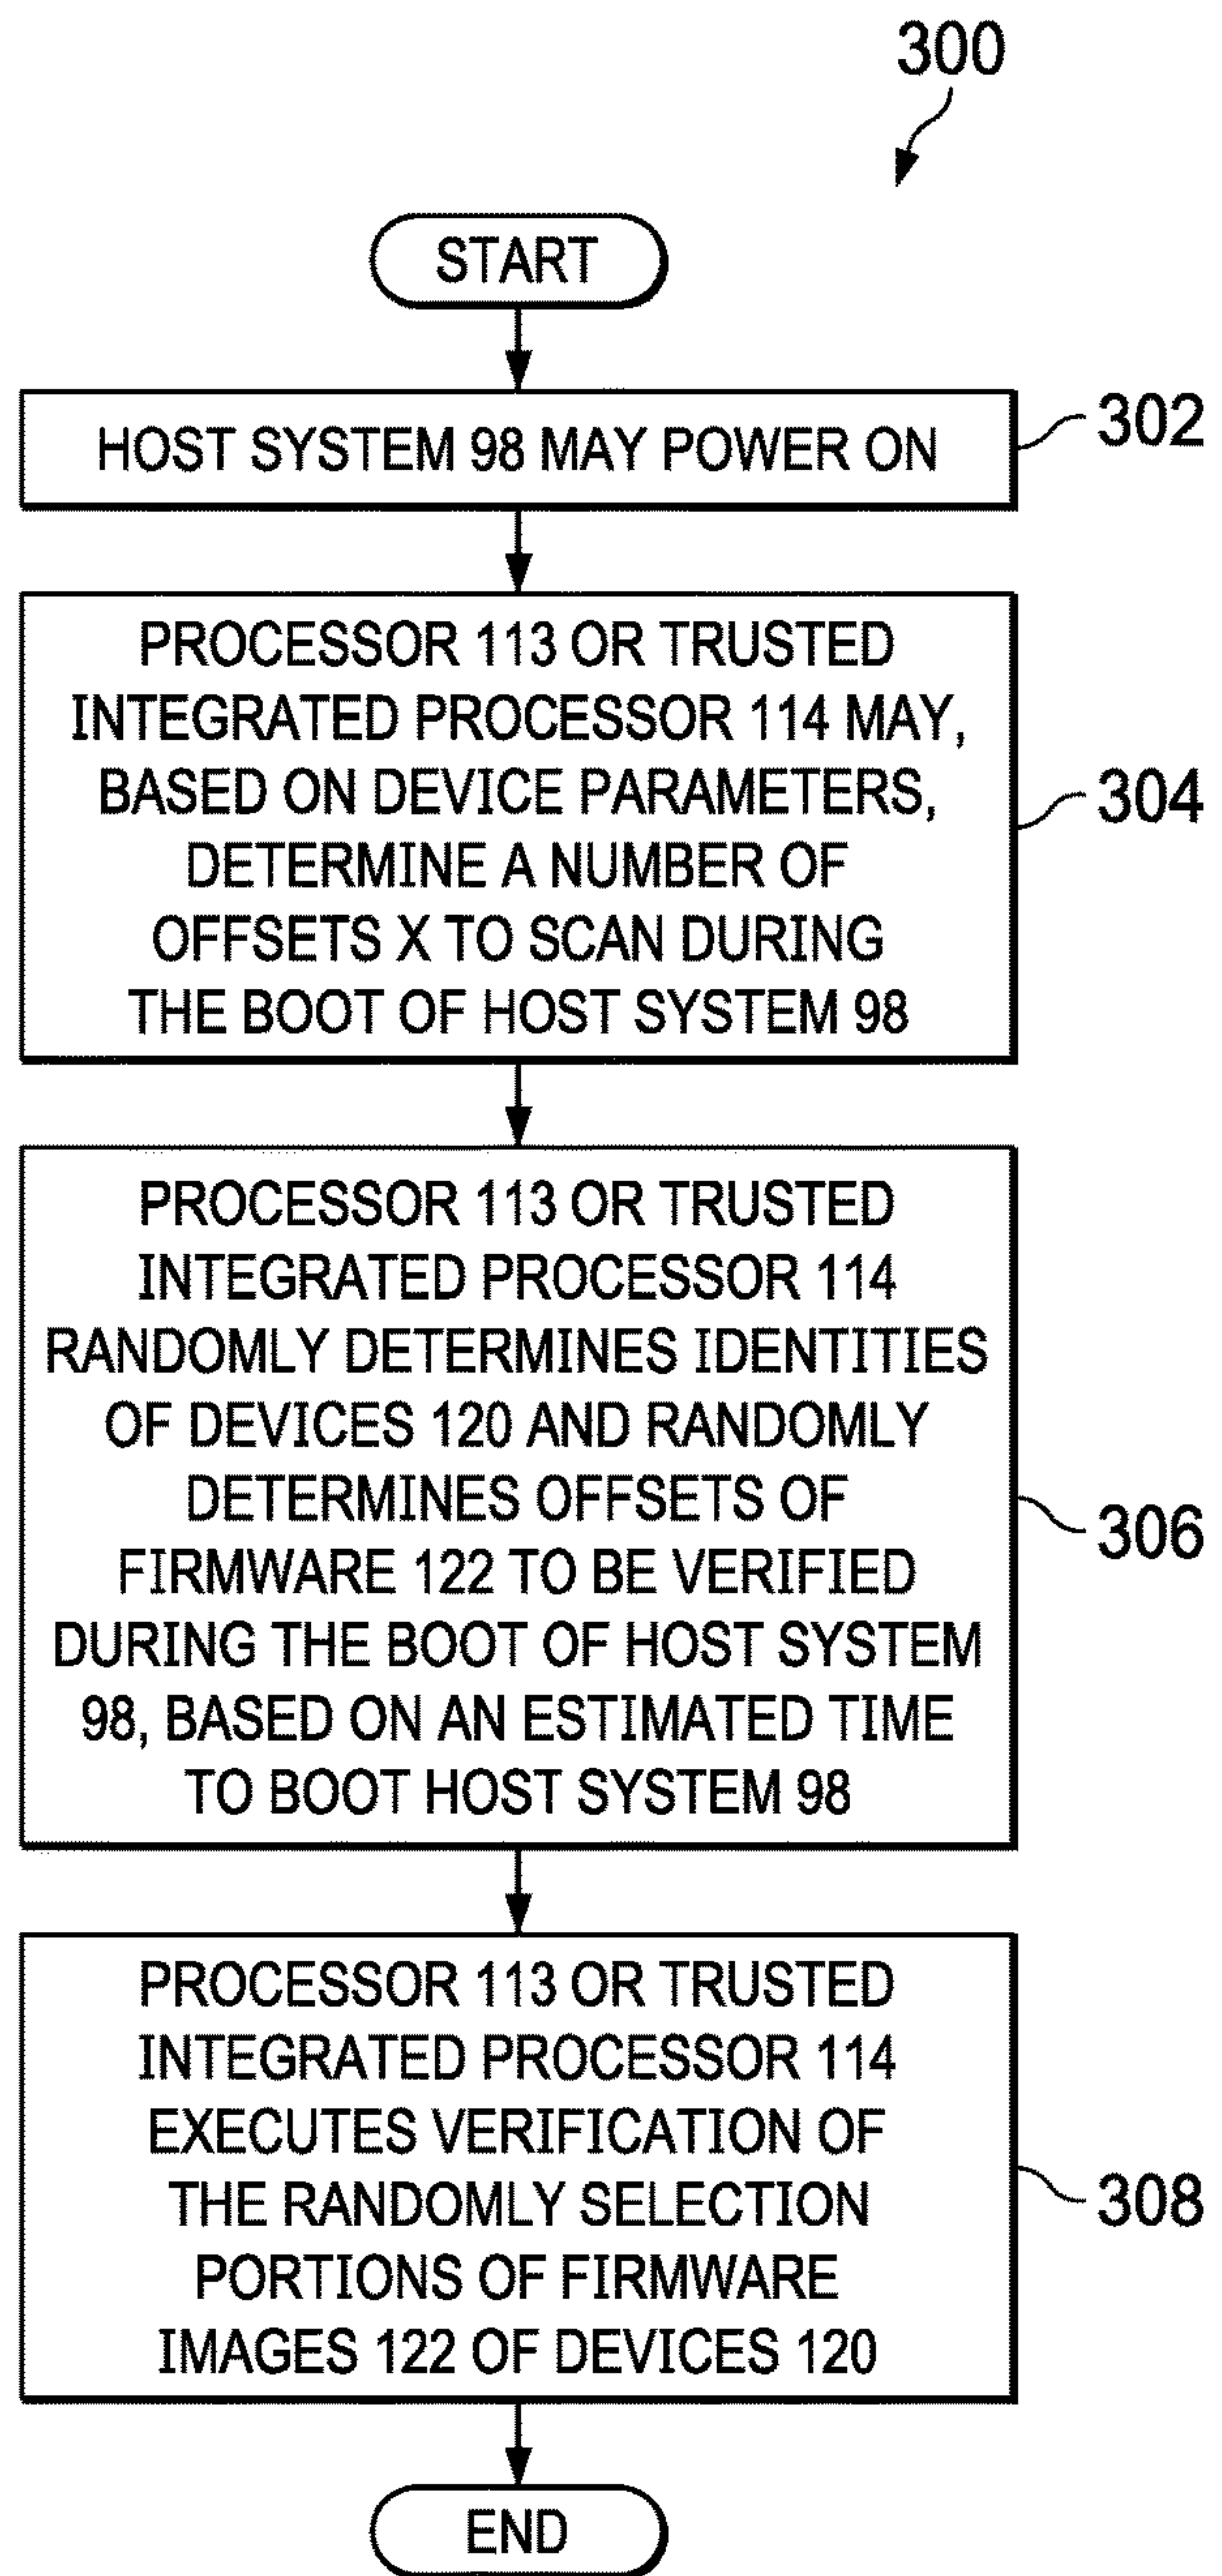 300
START
HOST SYSTEM 98 MAY POWER ON
302
PROCESSOR 113 OR TRUSTED
INTEGRATED PROCESSOR 114 MAY,
BASED ON DEVICE PARAMETERS,
DETERMINE A NUMBER OF
OFFSETS X TO SCAN DURING
THE BOOT OF HOST SYSTEM 98
304
PROCESSOR 113 OR TRUSTED
INTEGRATED PROCESSOR 114
RANDOMLY DETERMINES IDENTITIES
OF DEVICES 120 AND RANDOMLY
DETERMINES OFFSETS OF
FIRMWARE 122 TO BE VERIFIED
DURING THE BOOT OF HOST SYSTEM
98, BASED ON AN ESTIMATED TIME
TO BOOT HOST SYSTEM 98
306
PROCESSOR 113 OR TRUSTED
INTEGRATED PROCESSOR 114
EXECUTES VERIFICATION OF
THE RANDOMLY SELECTION
PORTIONS OF FIRMWARE
IMAGES 122 OF DEVICES 120
308
END